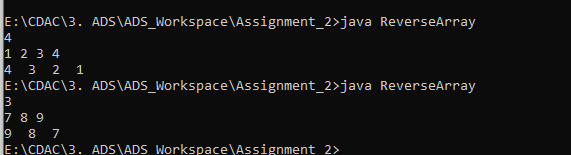 E:\CDAC\3. ADS\ADS_Workspace\Assignment_2>java ReverseArray
4
1 2 3 4
4  3  2  1
E:\CDAC\3. ADS\ADS_Workspace\Assignment_2>java ReverseArray
3
7 8 9
9  8  7
E:\CDAC\3. ADS\ADS_Workspace\Assignment_2>